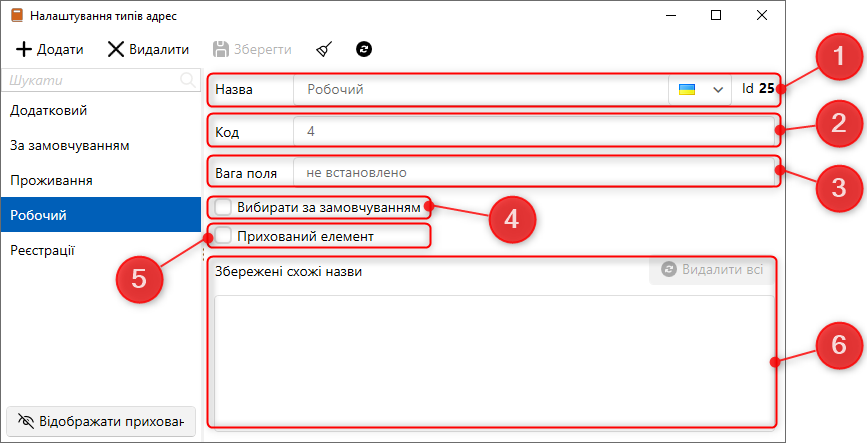 Налаштування типів адрес
Додати Видалити Зберегти
Шукати
Додатковий
За замовчуванням
Проживання
Робочий
Реєстрації
Відображати прихован
Назва Робочий Id 25
1
Код 4
2
Вага поля не встановлено
3
Вибирати за замовчуванням
4
Прихований елемент
5
Збережені схожі назви Видалити всі
6